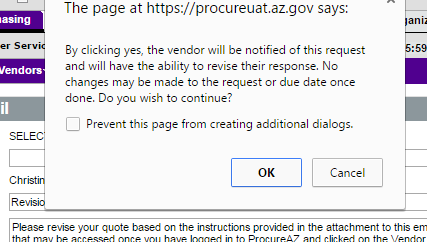 The page at https://procureuat.az.gov says:
hasing
ganiz
er Servic
5:59
Vendors
By clicking yes, the vendor will be notified of this request
and will have the ability to revise their response. No
changes may be made to the request or due date once
done. Do you wish to continue?
il
Prevent this page from creating additional dialogs.
SELEC
OK Cancel
Christin
Revisio
Please revise your quote based on the instructions provided in the attachment to this em
that may be accessed once you have logged in to ProcureAZ and clicked on the Vendor